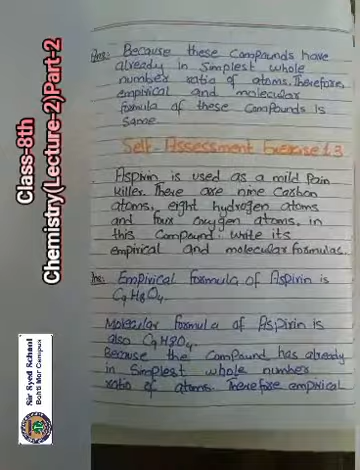 Class-8th
Chemistry(Lecture-2)Part-2
Sir Syed School
Bohti Mor Campus
Ans: Because these compounds have
already in Simplest whole
number ratio of atoms. Therefore,
empirical and molecular
formula of these compounds is
same.
Self-Assessment Exercise 1.3
Aspirin is used as a mild Pain
killer. There are nine Carbon
atoms, eight hydrogen atoms
and four oxygen atoms, in
this Compound. write its
empirical and molecular formulas.
Ans: Empirical formula of Aspirin is
C9H8O4.
Molecular formula of Aspirin is
also C9H8O4.
Because the Compound has already
in Simplest whole number
ratio of atoms. Therefore empirical